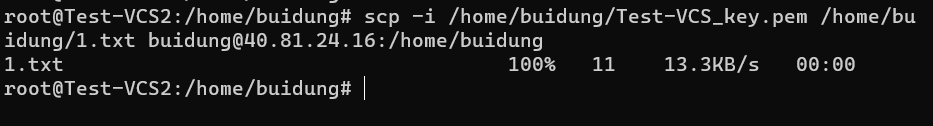 root@Test-VCS2:/home/buidung# scp -i /home/buidung/Test-VCS_key.pem /home/bu
idung/1.txt buidung@40.81.24.16:/home/buidung
1.txt 100% 11 13.3KB/s 00:00
root@Test-VCS2:/home/buidung#